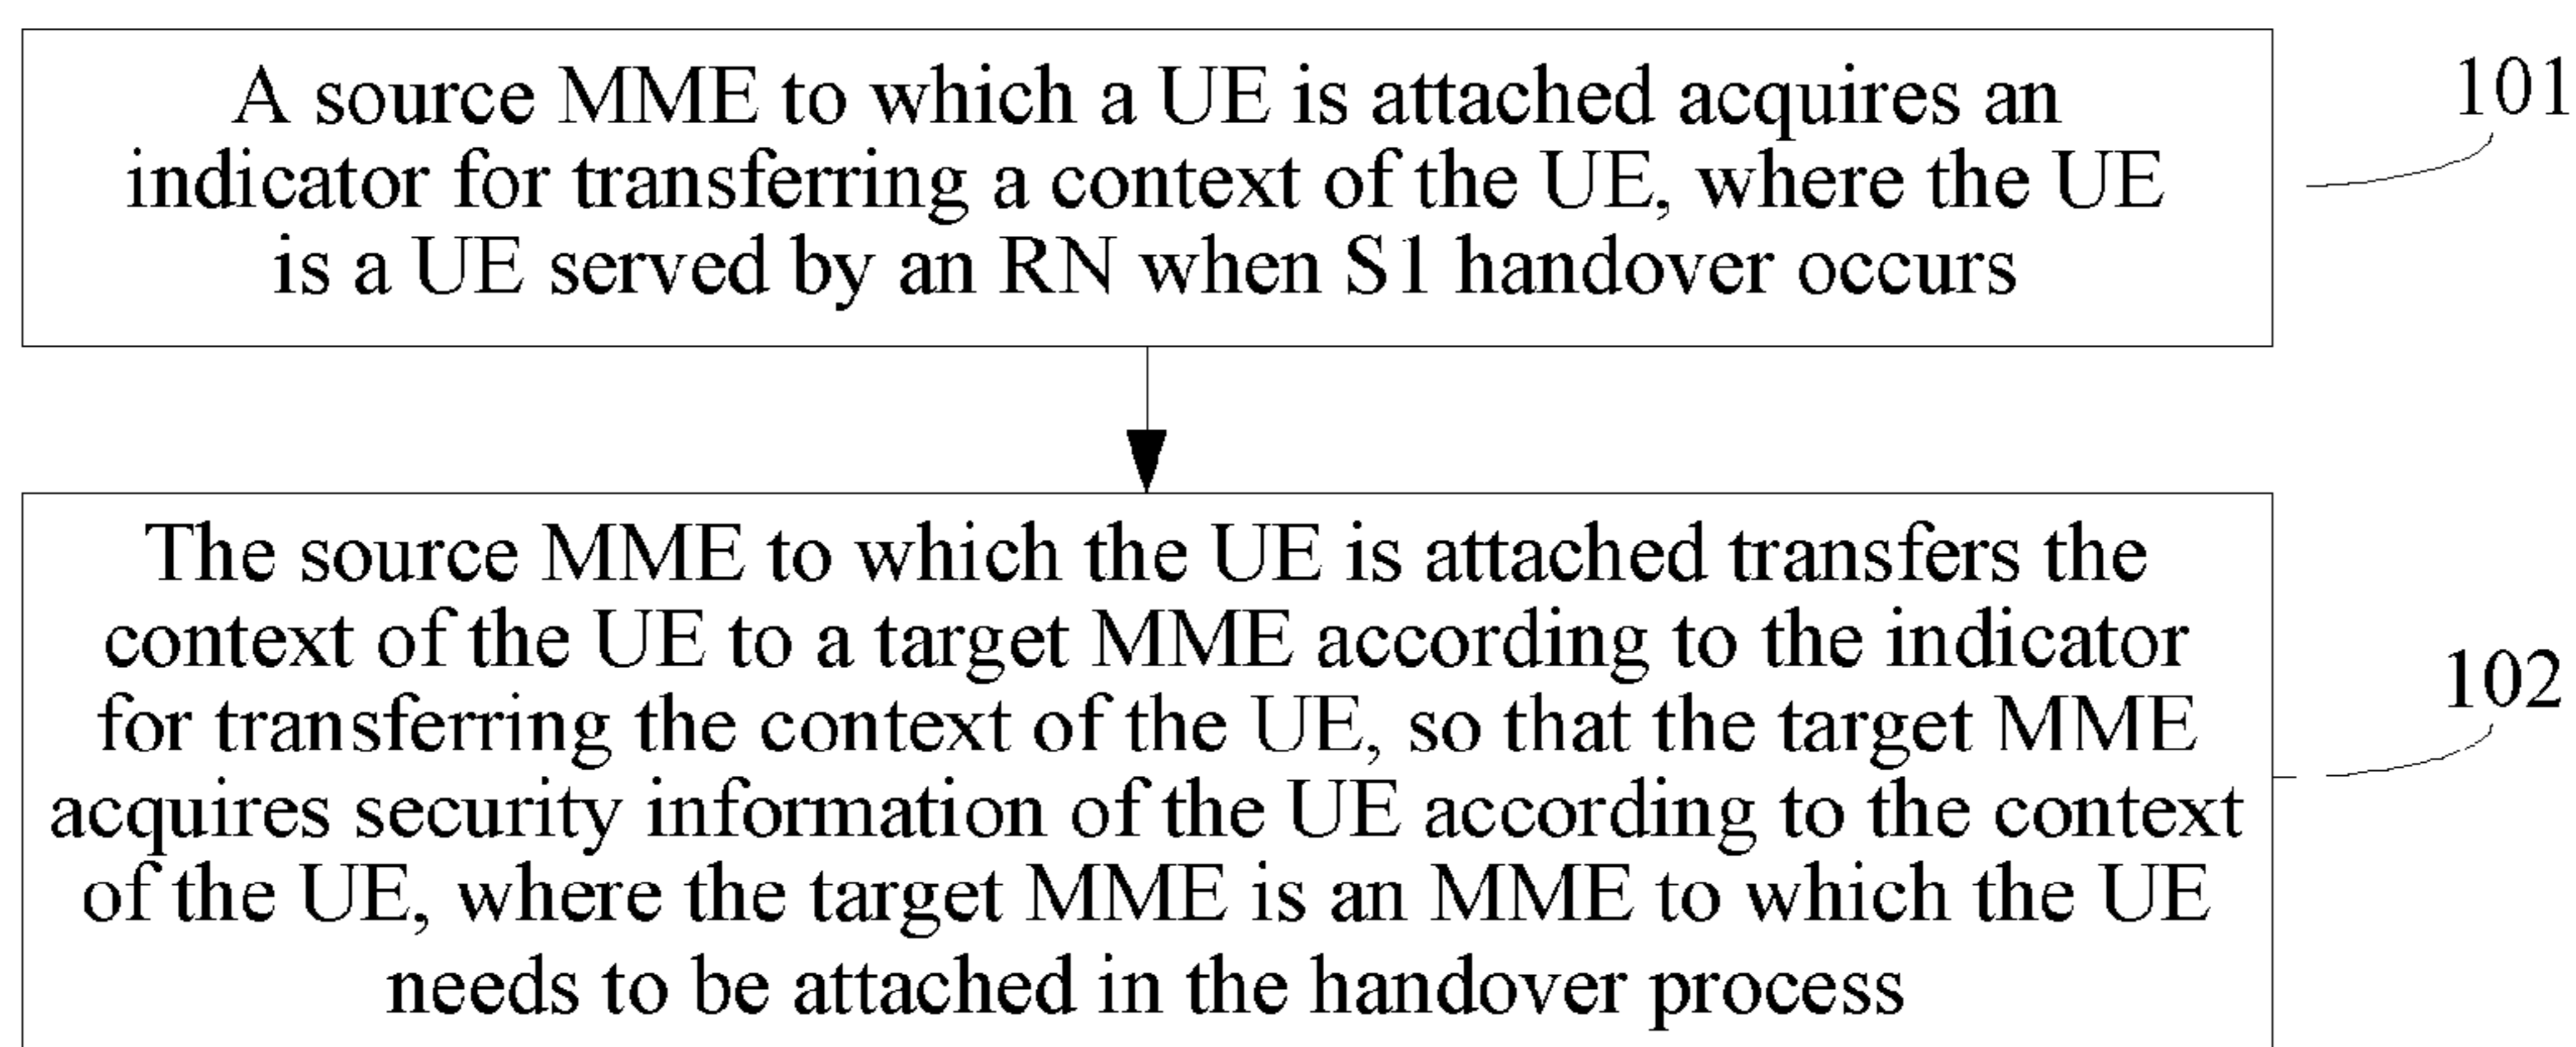 A source MME to which a UE is attached acquires an
indicator for transferring a context of the UE, where the UE
is a UE served by an RN when S1 handover occurs
101
The source MME to which the UE is attached transfers the
context of the UE to a target MME according to the indicator
for transferring the context of the UE, so that the target MME
acquires security information of the UE according to the context
of the UE, where the target MME is an MME to which the UE
needs to be attached in the handover process
102